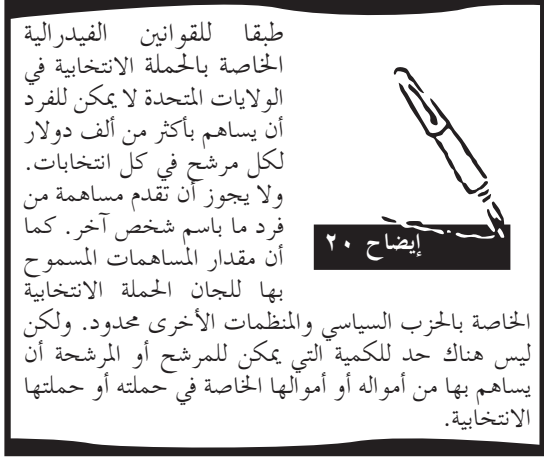 طبقا للقوانين الفيدرالية
الخاصة بالحملة الانتخابية في
الولايات المتحدة لا يمكن للفرد
أن يساهم بأكثر من ألف دولار
لكل مرشح في كل انتخابات.
ولا يجوز أن تقدم مساهمة من
فرد ما باسم شخص آخر. كما
أن مقدار المساهمات المسموح
بها للجان الحملة الانتخابية
الخاصة بالحزب السياسي والمنظمات الأخرى محدود. ولكن
ليس هناك حد للكمية التي يمكن للمرشح أو المرشحة أن
يساهم بها من أمواله أو أموالها الخاصة في حملته أو حملتها
الانتخابية.
إيضاح ٢٠